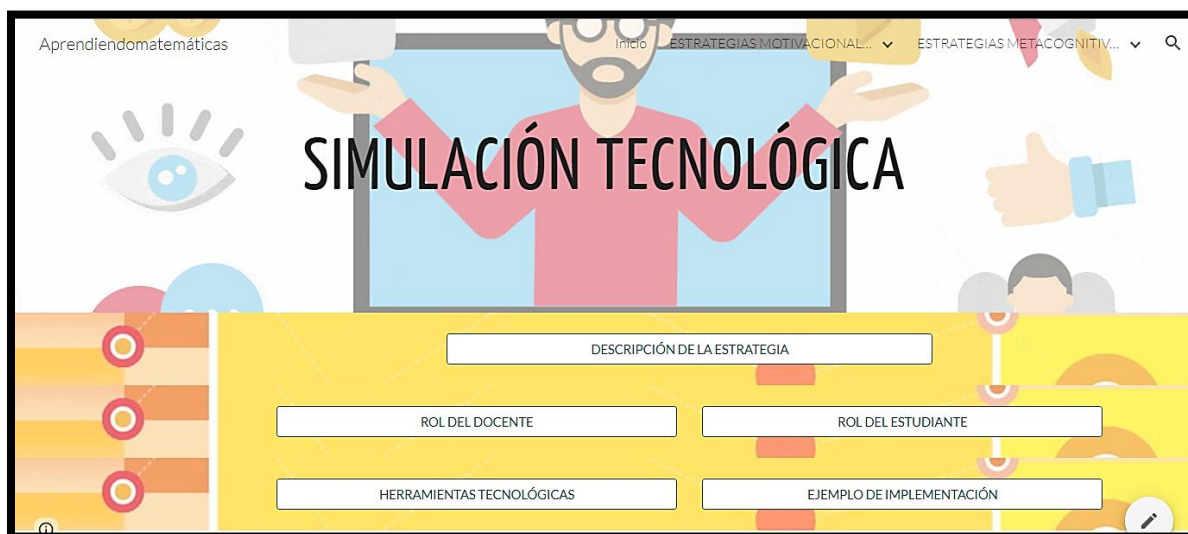 Aprendiendomatemáticas
Inicio
ESTRATEGIAS MOTIVACIONAL...
ESTRATEGIAS METACOGNITIV...
SIMULACIÓN TECNOLÓGICA
DESCRIPCIÓN DE LA ESTRATEGIA
ROL DEL DOCENTE
ROL DEL ESTUDIANTE
HERRAMIENTAS TECNOLÓGICAS
EJEMPLO DE IMPLEMENTACIÓN